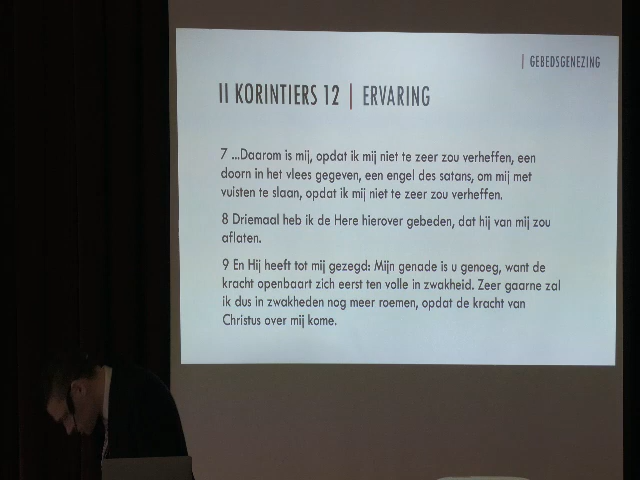 | GEBEDSGENEZING
II KORINTIERS 12 | ERVARING
7 ...Daarom is mij, opdat ik mij niet te zeer zou verheffen, een
doorn in het vlees gegeven, een engel des satans, om mij met
vuisten te slaan, opdat ik mij niet te zeer zou verheffen.
8 Driemaal heb ik de Here hierover gebeden, dat hij van mij zou
aflaten.
9 En Hij heeft tot mij gezegd: Mijn genade is u genoeg, want de
kracht openbaart zich eerst ten volle in zwakheid. Zeer gaarne zal
ik dus in zwakheden nog meer roemen, opdat de kracht van
Christus over mij kome.